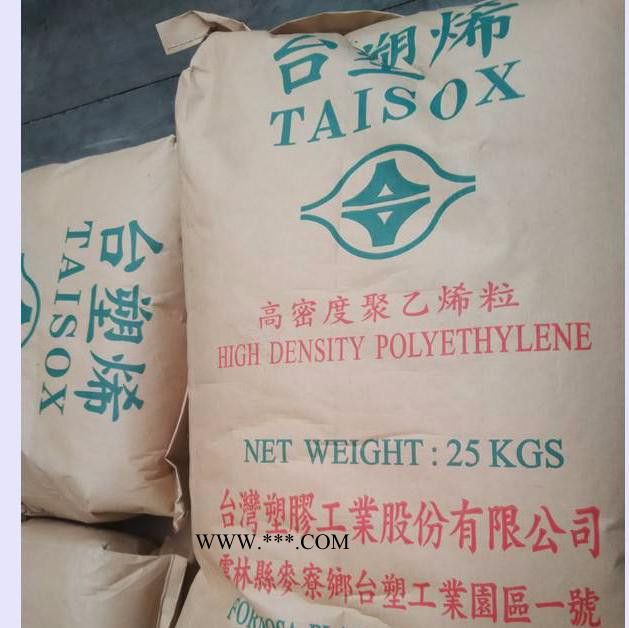 台塑烯
TAISOX
高密度聚乙烯粒
HIGH DENSITY POLYETHYLENE
NET WEIGHT : 25 KGS
台灣塑膠工業股份有限公司
WWW.***.COM
雲林縣麥寮鄉台塑工業園區一號
台塑烯
TAISOX